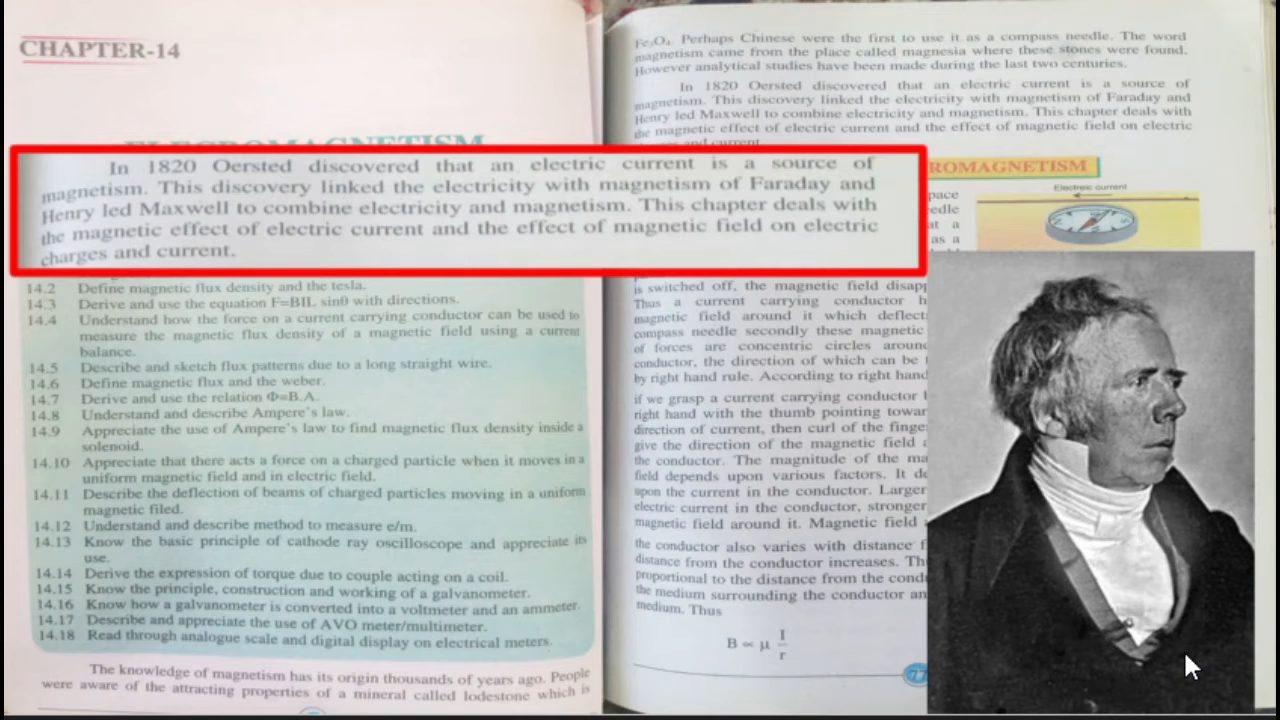 CHAPTER-14
ELECROMAGNETISM
In 1820 Oersted discovered that an electric current is a source of
magnetism. This discovery linked the electricity with magnetism of Faraday and
Henry led Maxwell to combine electricity and magnetism. This chapter deals with
the magnetic effect of electric current and the effect of magnetic field on electric
charges and current.
14.2 Define magnetic flux density and the tesla.
14.3 Derive and use the equation F=BIL sinθ with directions.
14.4 Understand how the force on a current carrying conductor can be used to
measure the magnetic flux density of a magnetic field using a current
balance.
14.5 Describe and sketch flux patterns due to a long straight wire.
14.6 Define magnetic flux and the weber.
14.7 Derive and use the relation Φ=B.A.
14.8 Understand and describe Ampere's law.
14.9 Appreciate the use of Ampere's law to find magnetic flux density inside a
solenoid.
14.10 Appreciate that there acts a force on a charged particle when it moves in a
uniform magnetic field and in electric field.
14.11 Describe the deflection of beams of charged particles moving in a uniform
magnetic filed.
14.12 Understand and describe method to measure e/m.
14.13 Know the basic principle of cathode ray oscilloscope and appreciate its
use.
14.14 Derive the expression of torque due to couple acting on a coil.
14.15 Know the principle, construction and working of a galvanometer.
14.16 Know how a galvanometer is converted into a voltmeter and an ammeter.
14.17 Describe and appreciate the use of AVO meter/multimeter.
14.18 Read through analogue scale and digital display on electrical meters.
The knowledge of magnetism has its origin thousands of years ago. People
were aware of the attracting properties of a mineral called lodestone which is
Fe₃O₄. Perhaps Chinese were the first to use it as a compass needle. The word
magnetism came from the place called magnesia where these stones were found.
However analytical studies have been made during the last two centuries.
In 1820 Oersted discovered that an electric current is a source of
magnetism. This discovery linked the electricity with magnetism of Faraday and
Henry led Maxwell to combine electricity and magnetism. This chapter deals with
the magnetic effect of electric current and the effect of magnetic field on electric
and current.
ROMAGNETISM
Electreic current
pace
edle
at a
as a
is switched off, the magnetic field disapp
Thus a current carrying conductor h
magnetic field around it which deflect
compass needle secondly these magnetic
of forces are concentric circles around
conductor, the direction of which can be
by right hand rule. According to right hand
if we grasp a current carrying conductor
right hand with the thumb pointing towar
direction of current, then curl of the finge
give the direction of the magnetic field
the conductor. The magnitude of the ma
field depends upon various factors. It de
upon the current in the conductor. Larger
electric current in the conductor, stronger
magnetic field around it. Magnetic field
the conductor also varies with distance f
distance from the conductor increases. Th
proportional to the distance from the cond
the medium surrounding the conductor an
medium. Thus
B ∝ μ I/r
77